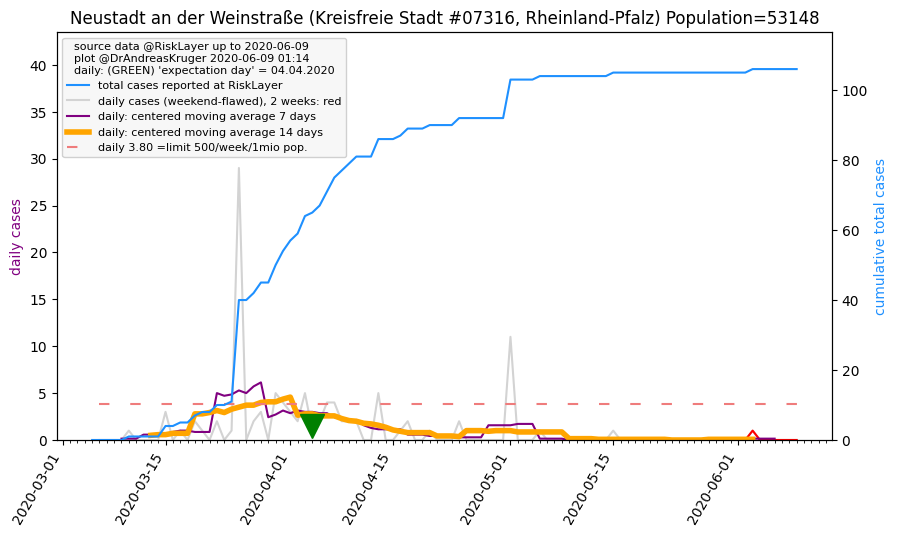 Neustadt an der Weinstraße (Kreisfreie Stadt #07316, Rheinland-Pfalz) Population=53148
source data @RiskLayer up to 2020-06-09
plot @DrAndreasKruger 2020-06-09 01:14
daily: (GREEN) 'expectation day' = 04.04.2020
total cases reported at RiskLayer
daily cases (weekend-flawed), 2 weeks: red
daily: centered moving average 7 days
daily: centered moving average 14 days
daily 3.80 =limit 500/week/1mio pop.
daily cases
40
35
30
25
20
15
10
5
0
cumulative total cases
100
80
60
40
20
0
2020-03-01
2020-03-15
2020-04-01
2020-04-15
2020-05-01
2020-05-15
2020-06-01